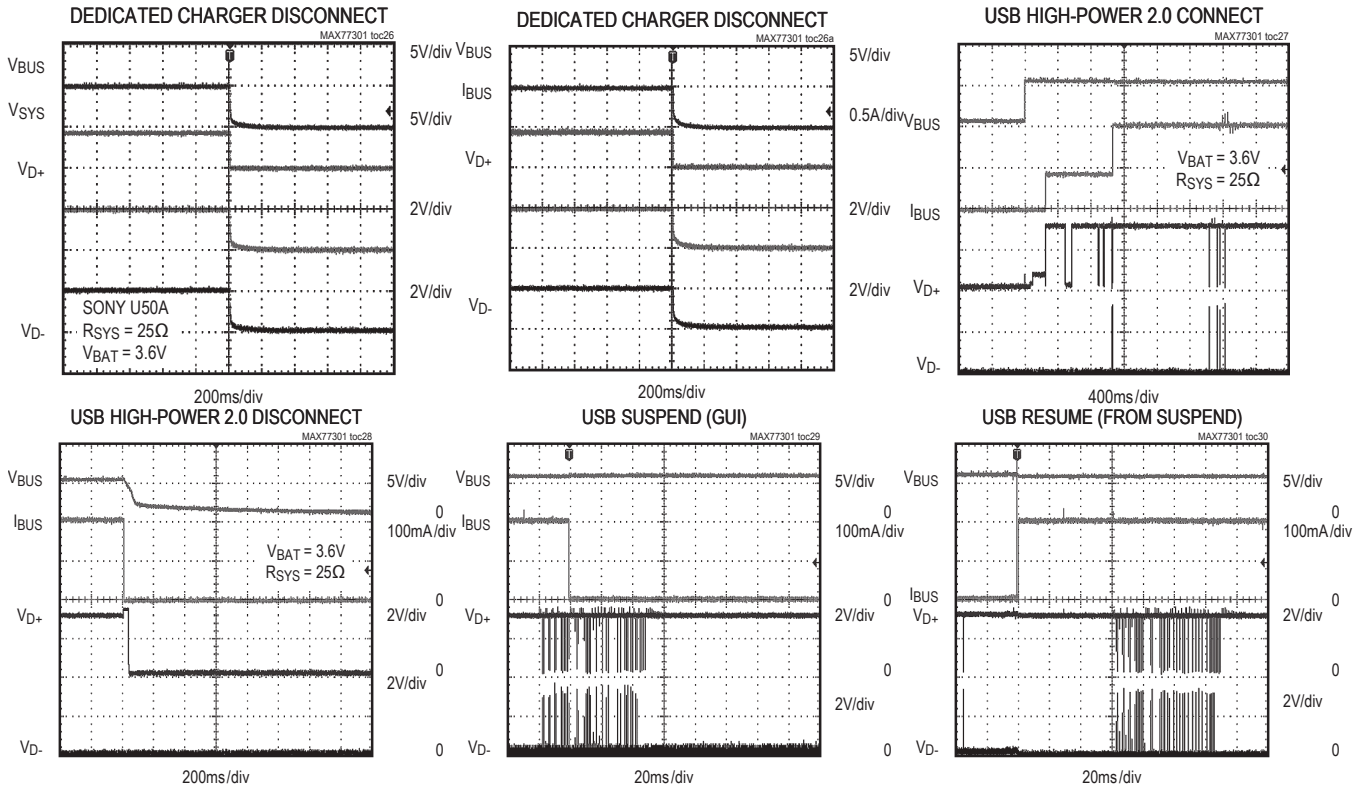 DEDICATED CHARGER DISCONNECT
MAX77301 toc26
VBUS
VSYS
VD+
VD-
5V/div
5V/div
2V/div
2V/div
T
SONY U50A
RSYS = 25Ω
VBAT = 3.6V
200ms/div
DEDICATED CHARGER DISCONNECT
MAX77301 toc26a
VBUS
IBUS
VD+
VD-
5V/div
0.5A/div
2V/div
2V/div
T
200ms/div
USB HIGH-POWER 2.0 CONNECT
MAX77301 toc27
VBUS
IBUS
VD+
VD-
VBAT = 3.6V
RSYS = 25Ω
400ms/div
USB HIGH-POWER 2.0 DISCONNECT
MAX77301 toc28
VBUS
IBUS
VD+
VD-
VBAT = 3.6V
RSYS = 25Ω
5V/div
0
100mA/div
0
2V/div
0
2V/div
0
200ms/div
USB SUSPEND (GUI)
MAX77301 toc29
T
VBUS
IBUS
VD+
VD-
5V/div
0
100mA/div
0
2V/div
0
2V/div
0
20ms/div
USB RESUME (FROM SUSPEND)
MAX77301 toc30
T
VBUS
IBUS
VD+
VD-
5V/div
0
100mA/div
0
2V/div
0
2V/div
0
20ms/div